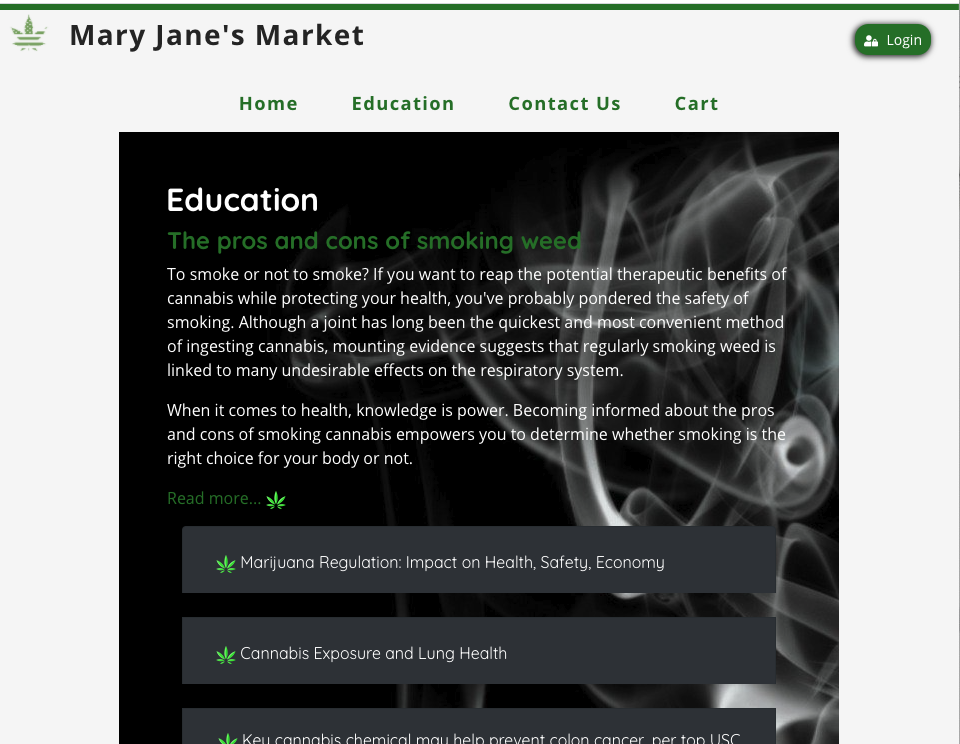 Mary Jane's Market
Login
Home Education Contact Us Cart
Education
The pros and cons of smoking weed
To smoke or not to smoke? If you want to reap the potential therapeutic benefits of
cannabis while protecting your health, you've probably pondered the safety of
smoking. Although a joint has long been the quickest and most convenient method
of ingesting cannabis, mounting evidence suggests that regularly smoking weed is
linked to many undesirable effects on the respiratory system.
When it comes to health, knowledge is power. Becoming informed about the pros
and cons of smoking cannabis empowers you to determine whether smoking is the
right choice for your body or not.
Read more...
Marijuana Regulation: Impact on Health, Safety, Economy
Cannabis Exposure and Lung Health
Key cannabis chemical may help prevent colon cancer, per top USC